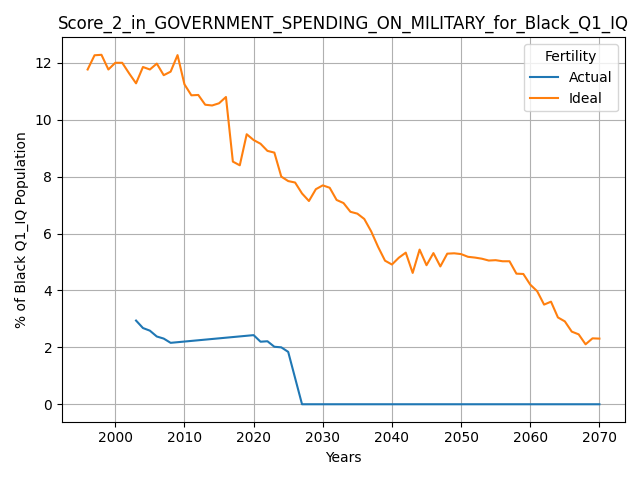 Score_2_in_GOVERNMENT_SPENDING_ON_MILITARY_for_Black_Q1_IQ
Fertility
Actual
Ideal
% of Black Q1_IQ Population
12
10
8
6
4
2
0
2000 2010 2020 2030 2040 2050 2060 2070
Years